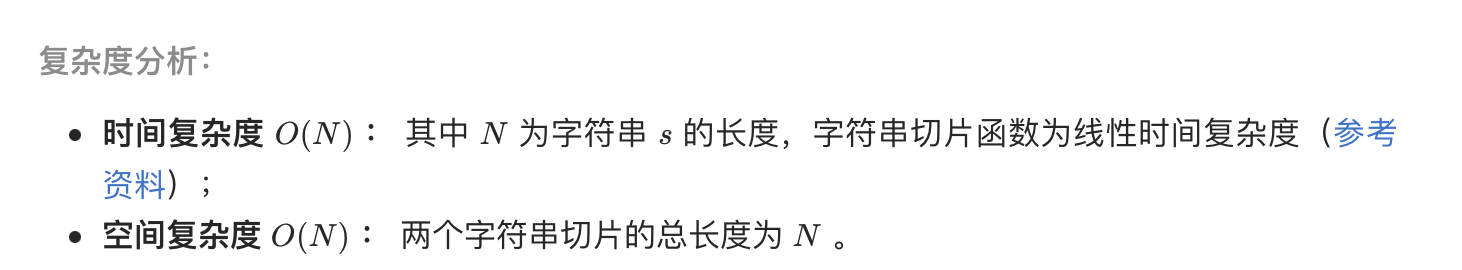 复杂度分析：
• 时间复杂度 O(N) ： 其中 N 为字符串 s 的长度，字符串切片函数为线性时间复杂度（参考
资料）；
• 空间复杂度 O(N) ： 两个字符串切片的总长度为 N 。